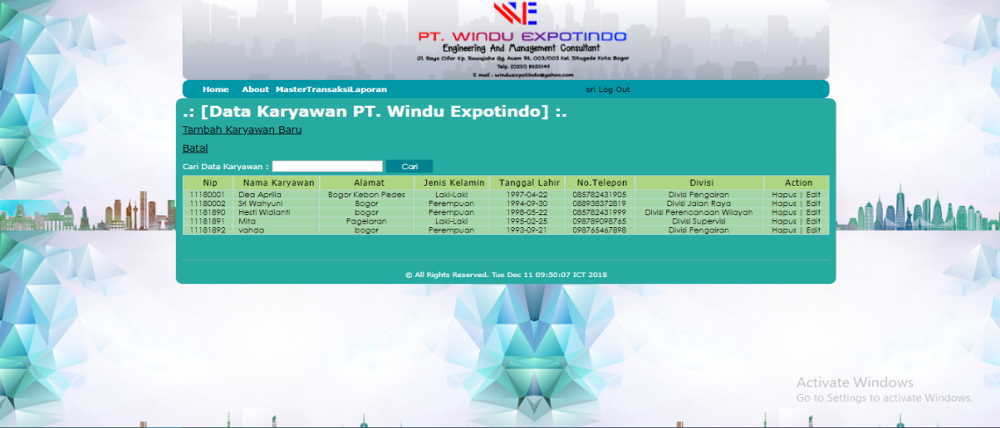 WE
PT. WINDU EXPOTINDO
Engineering And Management Consultant
Jl. Raya Cifor Kp. Rawajaha Gg. Asem Rt. 003/003 Kel. Situgede Kota Bogor
Telp. (0251) 8625149
E mail : winduexpotindo@yahoo.com
Home About MasterTransaksiLaporan sri Log Out
.: [Data Karyawan PT. Windu Expotindo] :.
Tambah Karyawan Baru
Batal
Cari Data Karyawan : Cari
Nip Nama Karyawan Alamat Jenis Kelamin Tanggal Lahir No.Telepon Divisi Action
11180001 Dea Aprilia Bogor Kebon Pedes Laki-Laki 1997-04-22 085782431905 Divisi Pengairan Hapus | Edit
11180002 Sri Wahyuni Bogor Perempuan 1994-09-30 088938372819 Divisi Jalan Raya Hapus | Edit
11181890 Hesti Widianti bogor Perempuan 1998-05-22 085782431999 Divisi Perencanaan Wilayah Hapus | Edit
11181891 Mita Pagelaran Laki-Laki 1995-02-25 098789098765 Divisi Supervisi Hapus | Edit
11181892 vahda bogor Perempuan 1993-09-21 098765467898 Divisi Pengairan Hapus | Edit
© All Rights Reserved. Tue Dec 11 09:50:07 ICT 2018
Activate Windows
Go to Settings to activate Windows.